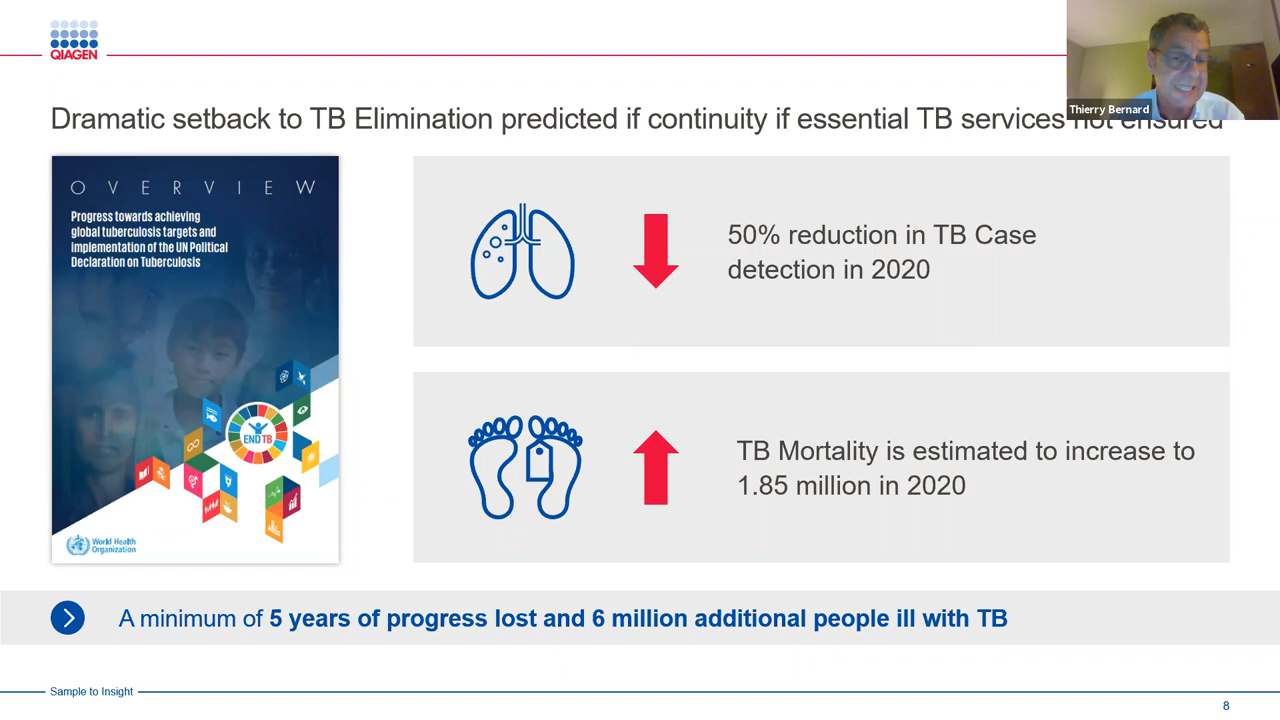 QIAGEN
Thierry Bernard
Dramatic setback to TB Elimination predicted if continuity if essential TB services not ensured
OVERVIEW
Progress towards achieving
global tuberculosis targets and
implementation of the UN Political
Declaration on Tuberculosis
END TB
World Health
Organization
50% reduction in TB Case
detection in 2020
TB Mortality is estimated to increase to
1.85 million in 2020
A minimum of 5 years of progress lost and 6 million additional people ill with TB
Sample to Insight
8